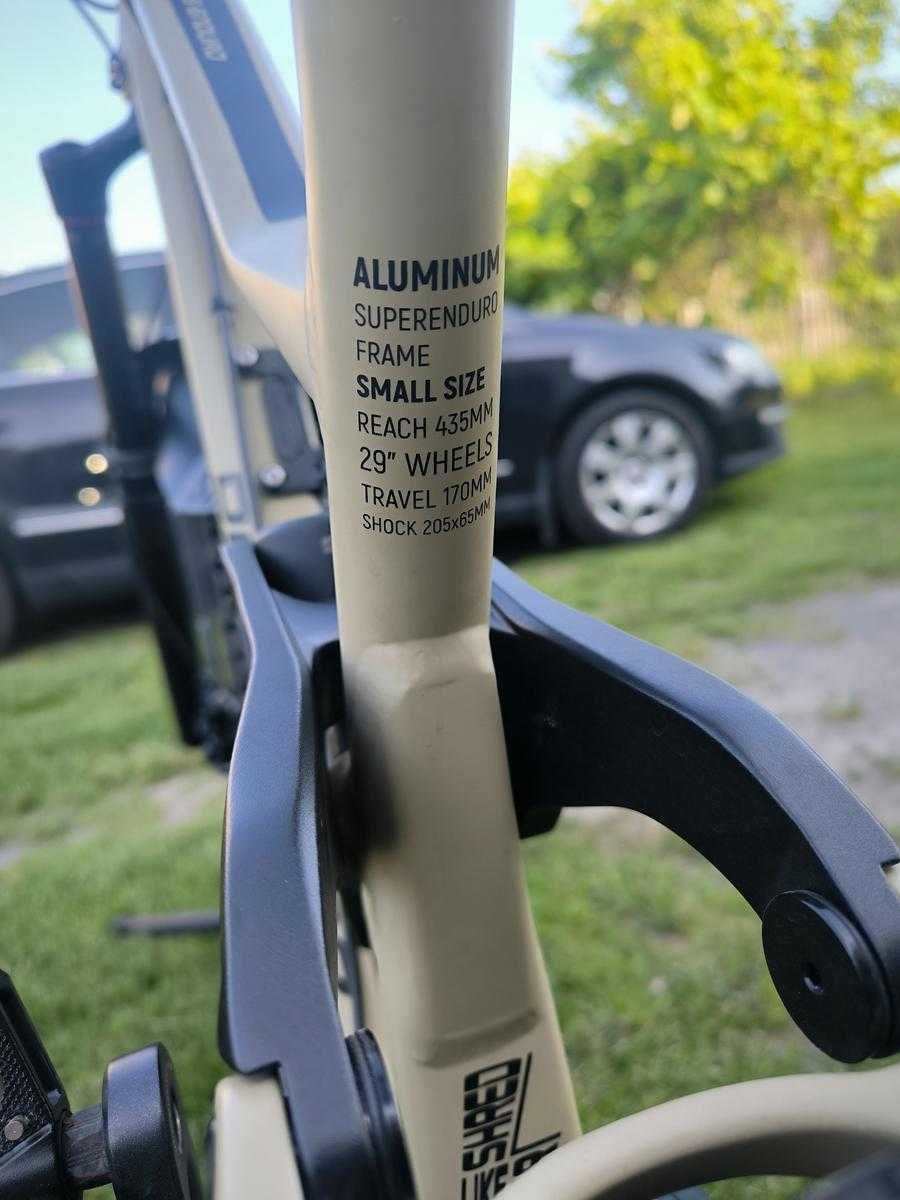 ALUMINUM
SUPERENDURO
FRAME
SMALL SIZE
REACH 435MM
29" WHEELS
TRAVEL 170MM
SHOCK 205x65MM
SHRED